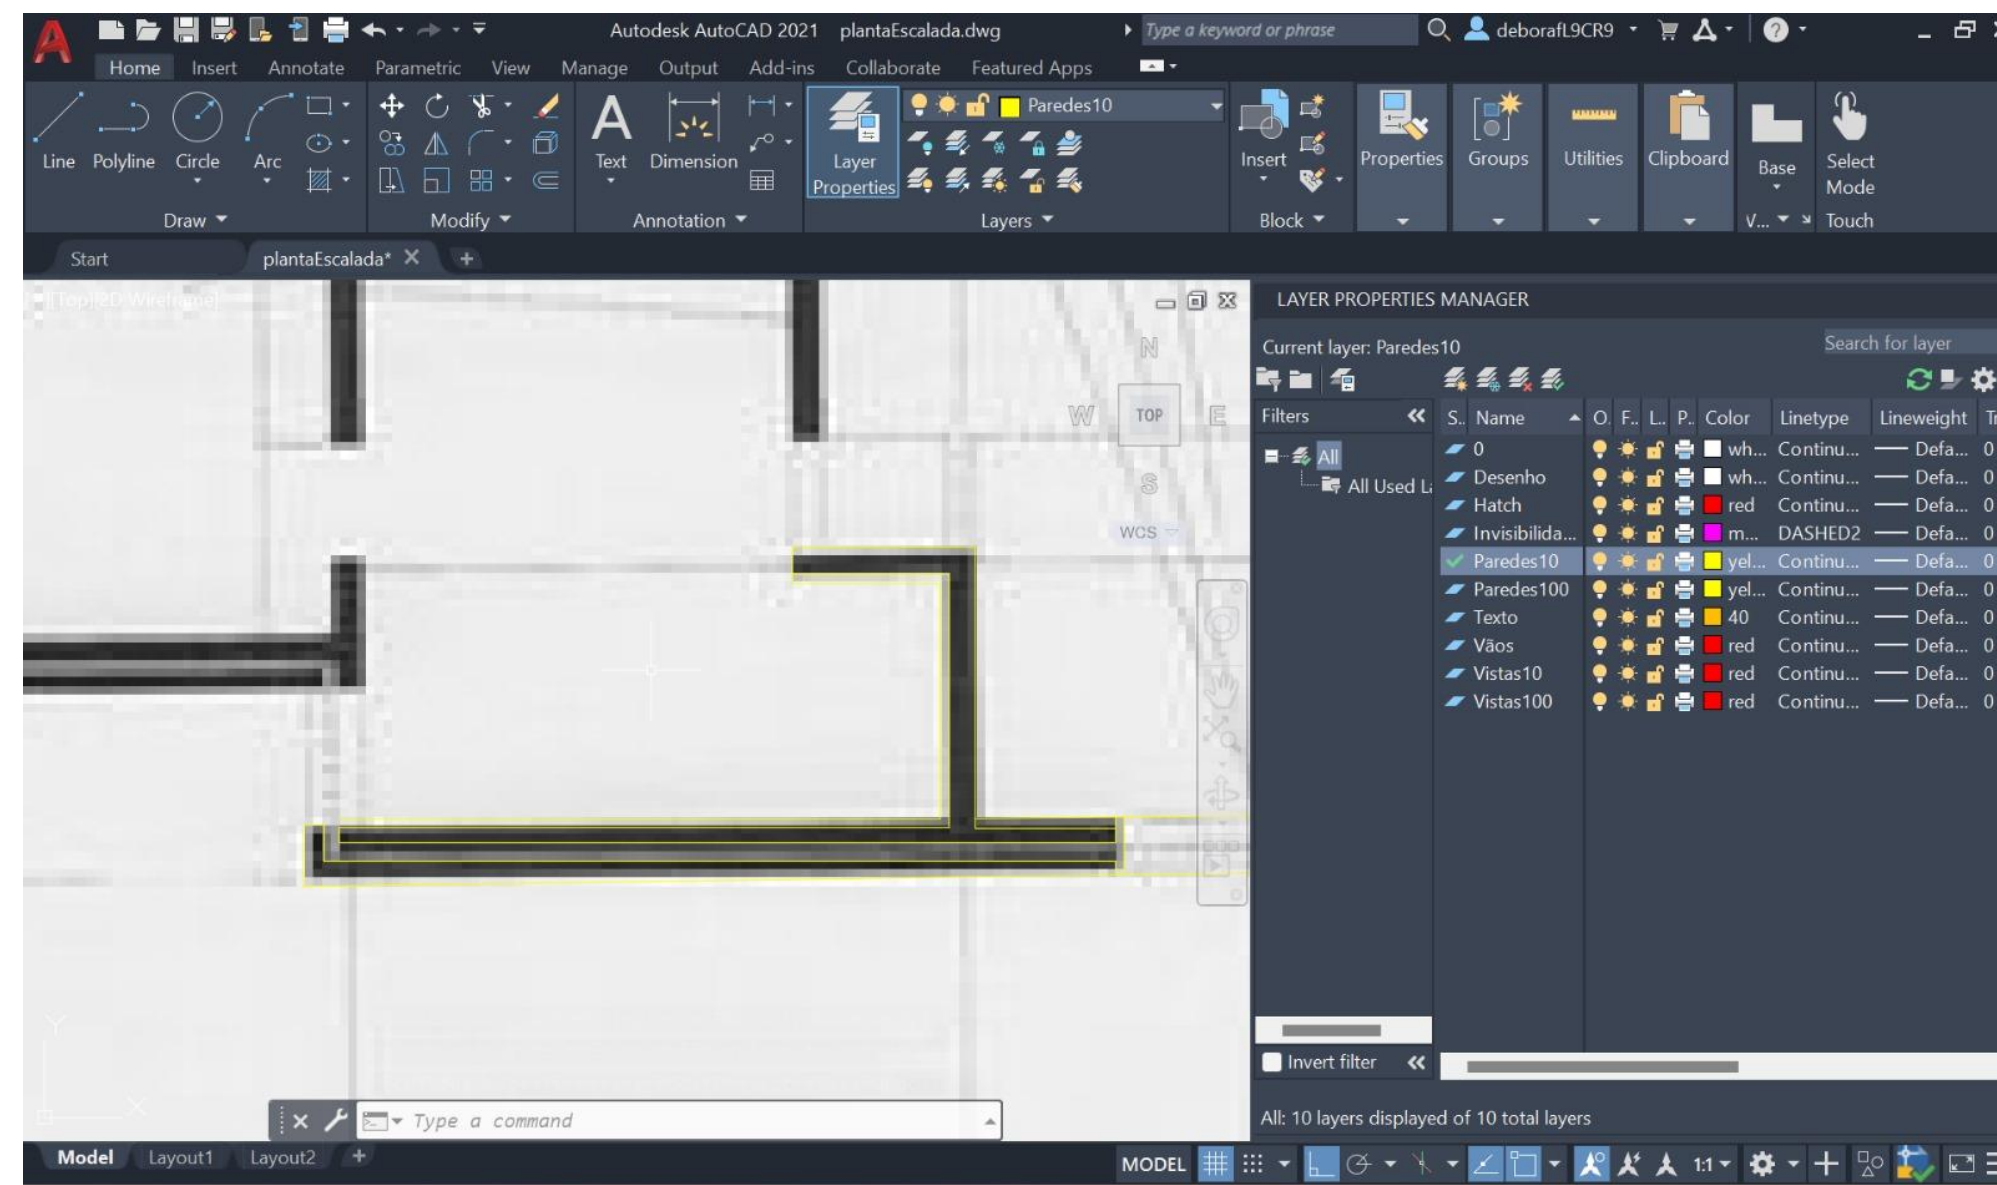 Autodesk AutoCAD 2021 plantaEscalada.dwg Type a keyword or phrase deborafL9CR9
Home Insert Annotate Parametric View Manage Output Add-ins Collaborate Featured Apps
Line Polyline Circle Arc
Text Dimension
Layer Properties
Paredes10
Insert
Properties Groups Utilities Clipboard Base
Select Mode
Draw Modify Annotation Layers Block V... Touch
Start plantaEscalada*
[Top][2D Wireframe]
N
W TOP E
S
WCS
LAYER PROPERTIES MANAGER
Current layer: Paredes10 Search for layer
Filters S.. Name O. F.. L.. P.. Color Linetype Lineweight Tr
All
All Used La
0 wh... Continu... Defa... 0
Desenho wh... Continu... Defa... 0
Hatch red Continu... Defa... 0
Invisibilida... m... DASHED2 Defa... 0
Paredes10 yel... Continu... Defa... 0
Paredes100 yel... Continu... Defa... 0
Texto 40 Continu... Defa... 0
Vãos red Continu... Defa... 0
Vistas10 red Continu... Defa... 0
Vistas100 red Continu... Defa... 0
Y
X
Invert filter
Type a command
All: 10 layers displayed of 10 total layers
Model Layout1 Layout2 + MODEL 1:1